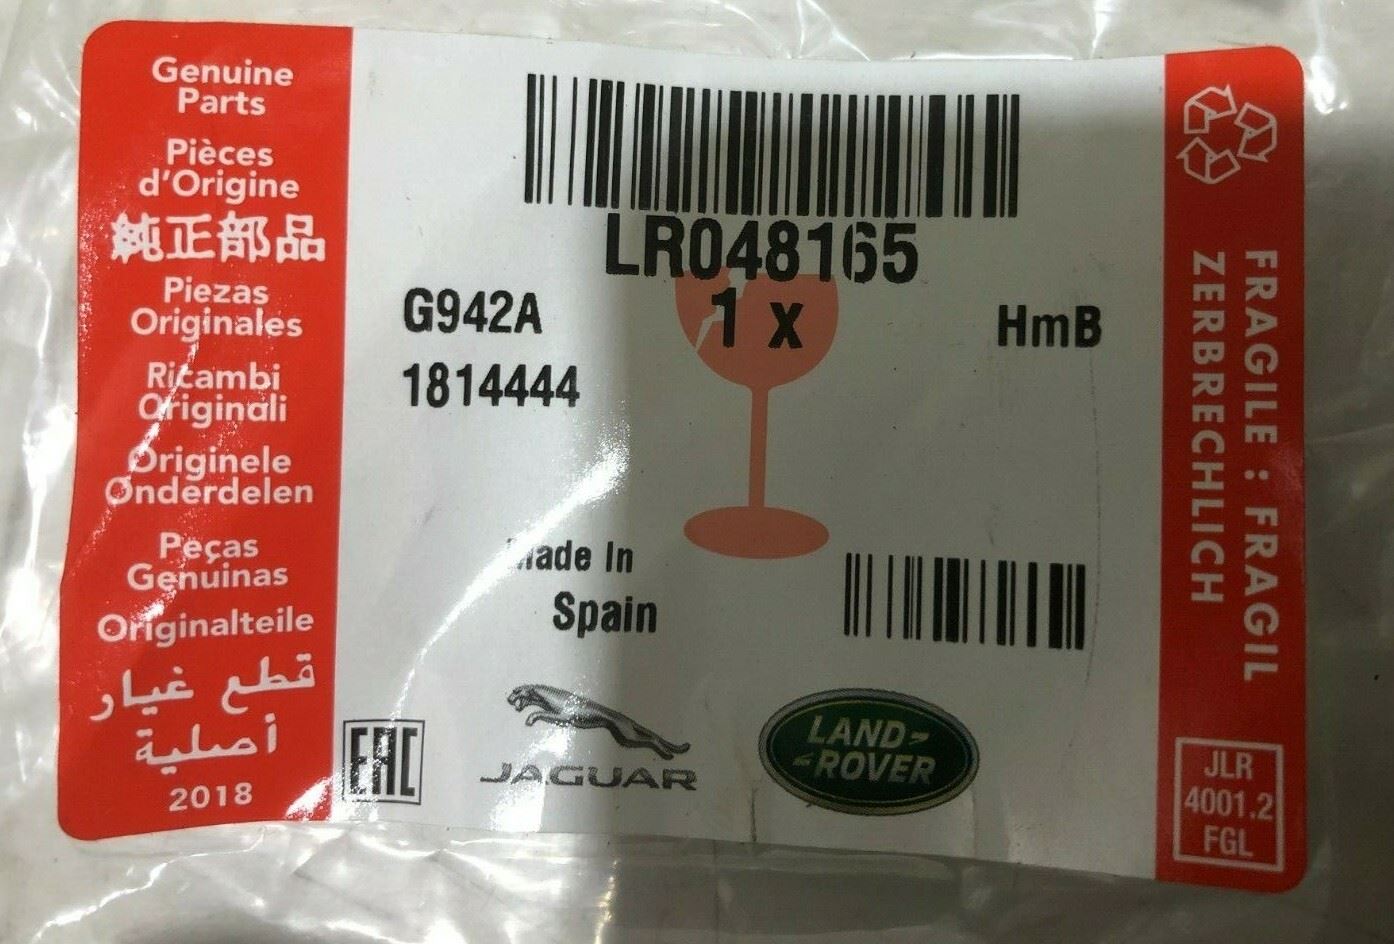 Genuine
Parts
Pièces
d'Origine
純正部品
Piezas
Originales
Ricambi
Originali
Originele
Onderdelen
Peças
Genuinas
Originalteile
قطع غيار
أصلية
2018
LR048165
G942A
1 x
HmB
1814444
Made In
Spain
EAC
JAGUAR
LAND-
-ROVER
FRAGILE : FRAGIL
ZERBRECHLICH
JLR
4001.2
FGL